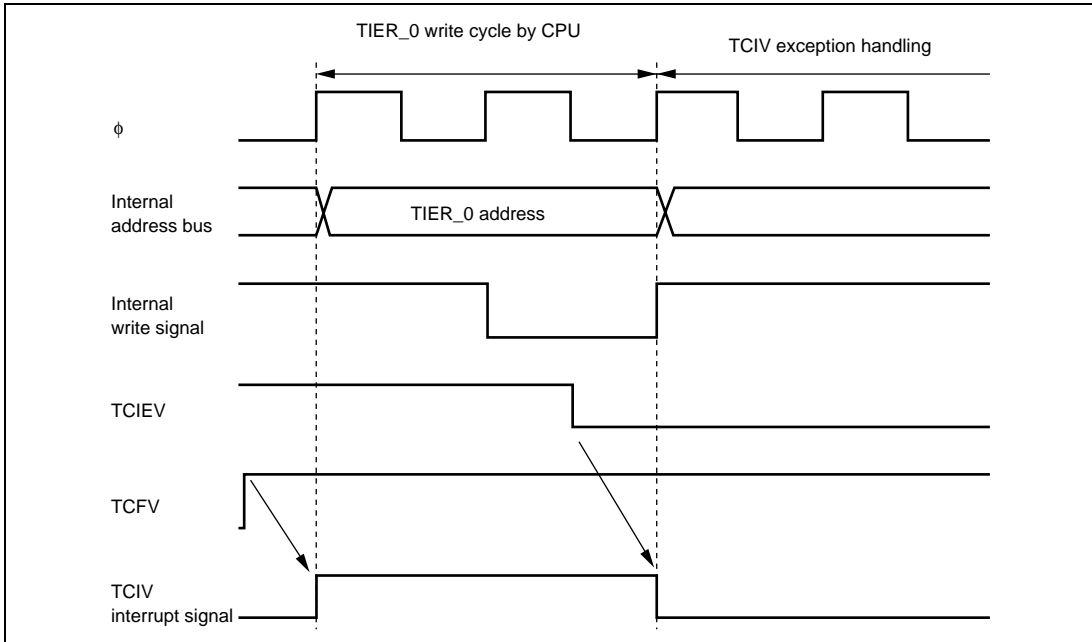 TIER_0 write cycle by CPU
TCIV exception handling
ϕ
Internal
address bus
TIER_0 address
Internal
write signal
TCIEV
TCFV
TCIV
interrupt signal